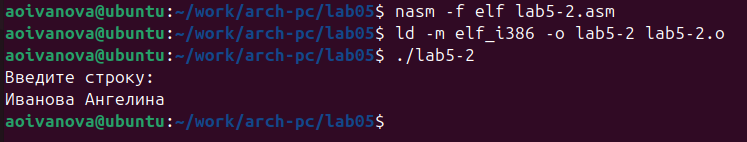 aoivanova@ubuntu:~/work/arch-pc/lab05$ nasm -f elf lab5-2.asm
aoivanova@ubuntu:~/work/arch-pc/lab05$ ld -m elf_i386 -o lab5-2 lab5-2.o
aoivanova@ubuntu:~/work/arch-pc/lab05$ ./lab5-2
Введите строку:
Иванова Ангелина
aoivanova@ubuntu:~/work/arch-pc/lab05$